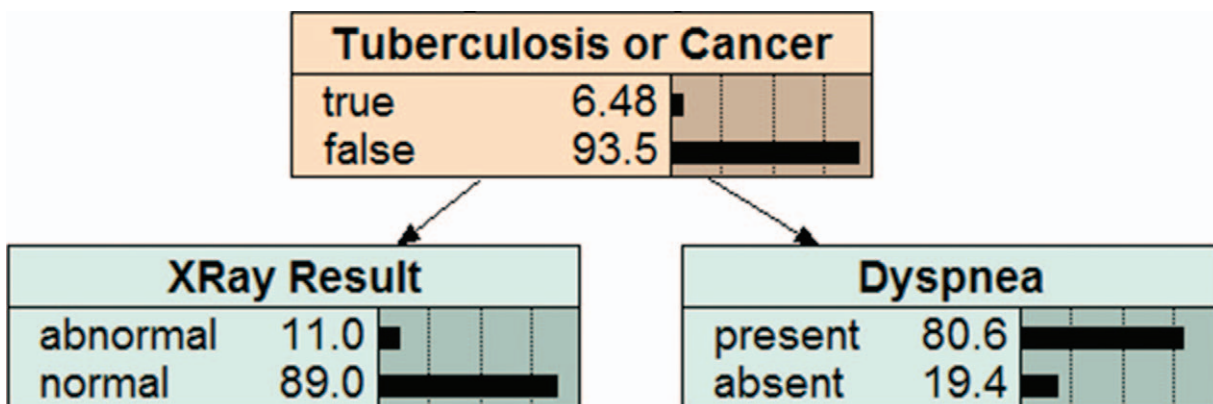 Tuberculosis or Cancer
true 6.48
false 93.5
XRay Result
abnormal 11.0
normal 89.0
Dyspnea
present 80.6
absent 19.4